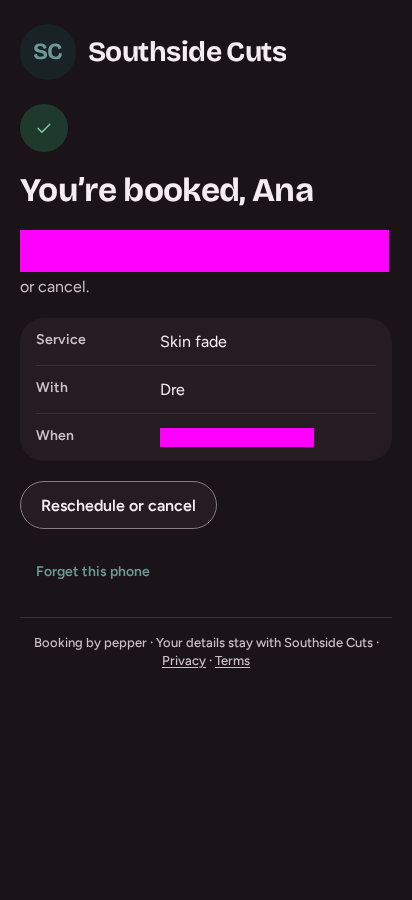 SC
Southside Cuts
You’re booked, Ana
or cancel.
Service
Skin fade
With
Dre
When
Reschedule or cancel
Forget this phone
Booking by pepper · Your details stay with Southside Cuts ·
Privacy · Terms